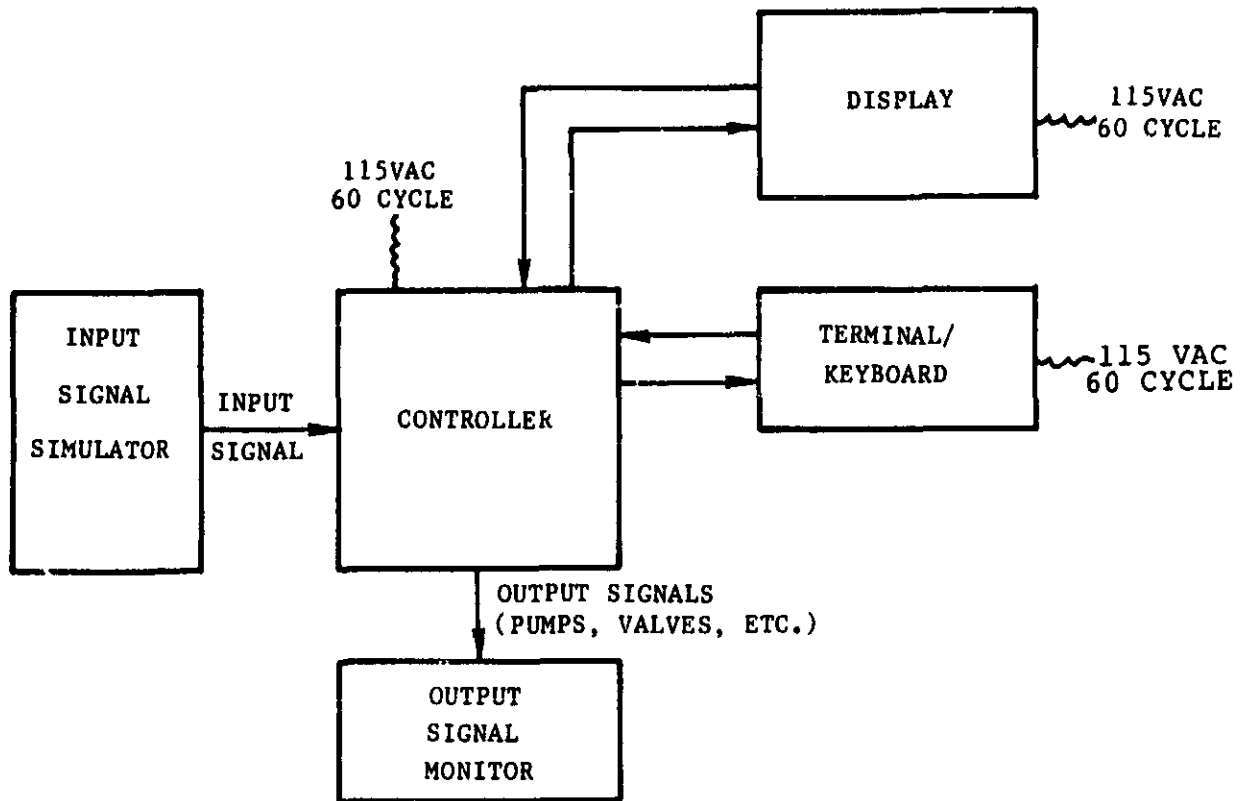 DISPLAY
115VAC
60 CYCLE
115VAC
60 CYCLE
INPUT
SIGNAL
SIMULATOR
INPUT
SIGNAL
CONTROLLER
TERMINAL/
KEYBOARD
115 VAC
60 CYCLE
OUTPUT SIGNALS
(PUMPS, VALVES, ETC.)
OUTPUT
SIGNAL
MONITOR